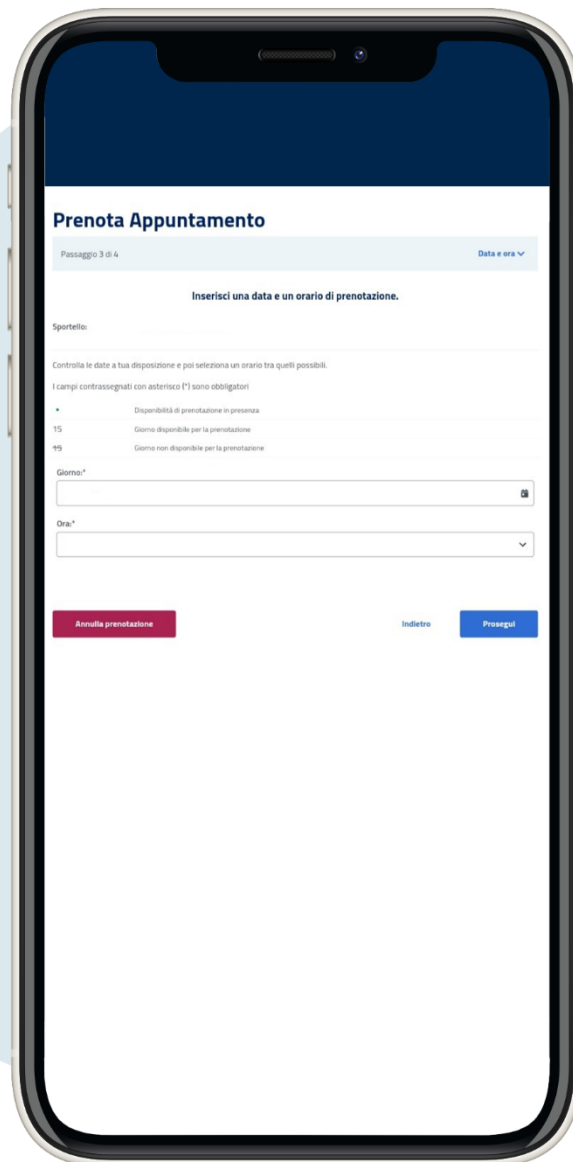 Prenota Appuntamento
Passaggio 3 di 4 Data e ora
Inserisci una data e un orario di prenotazione.
Sportello:
Controlla le date a tua disposizione e poi seleziona un orario tra quelli possibili.
I campi contrassegnati con asterisco (*) sono obbligatori
Disponibilità di prenotazione in presenza
15 Giorno disponibile per la prenotazione
15 Giorno non disponibile per la prenotazione
Giorno:*
Ora:*
Annulla prenotazione Indietro Prosegui